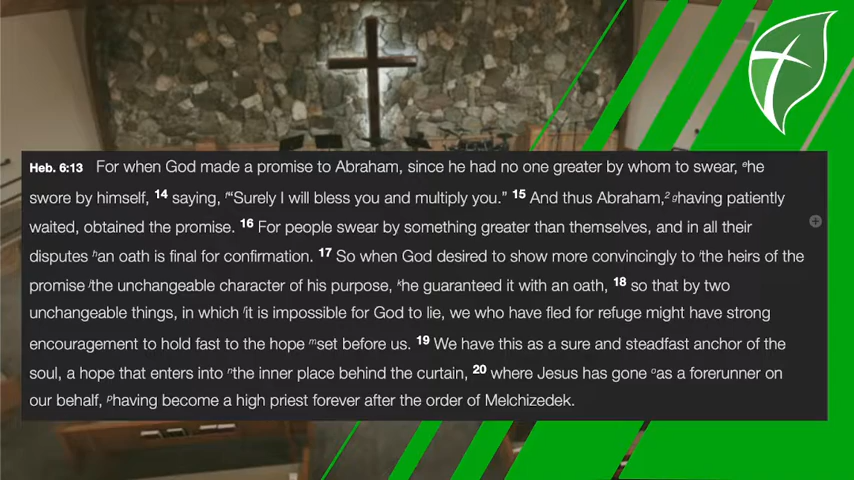 Heb. 6:13 For when God made a promise to Abraham, since he had no one greater by whom to swear, ᵉhe
swore by himself, 14 saying, ᶠ“Surely I will bless you and multiply you.” 15 And thus Abraham,² ᵍhaving patiently
waited, obtained the promise. 16 For people swear by something greater than themselves, and in all their
disputes ʰan oath is final for confirmation. 17 So when God desired to show more convincingly to ⁱthe heirs of the
promise ʲthe unchangeable character of his purpose, ᵏhe guaranteed it with an oath, 18 so that by two
unchangeable things, in which ˡit is impossible for God to lie, we who have fled for refuge might have strong
encouragement to hold fast to the hope ᵐset before us. 19 We have this as a sure and steadfast anchor of the
soul, a hope that enters into ⁿthe inner place behind the curtain, 20 where Jesus has gone ᵒas a forerunner on
our behalf, ᵖhaving become a high priest forever after the order of Melchizedek.